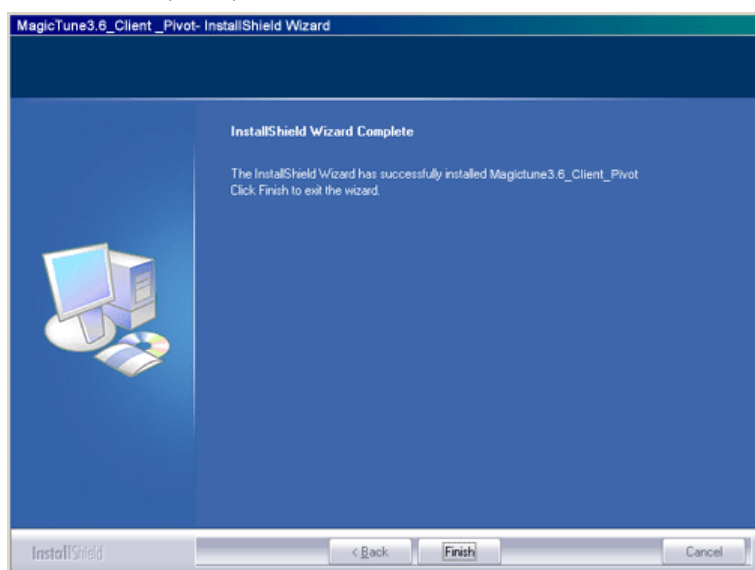 MagicTune3.6_Client _Pivot- InstallShield Wizard
InstallShield Wizard Complete
The InstallShield Wizard has successfully installed Magictune3.6_Client_Pivot
Click Finish to exit the wizard.
InstallShield
< Back
Finish
Cancel